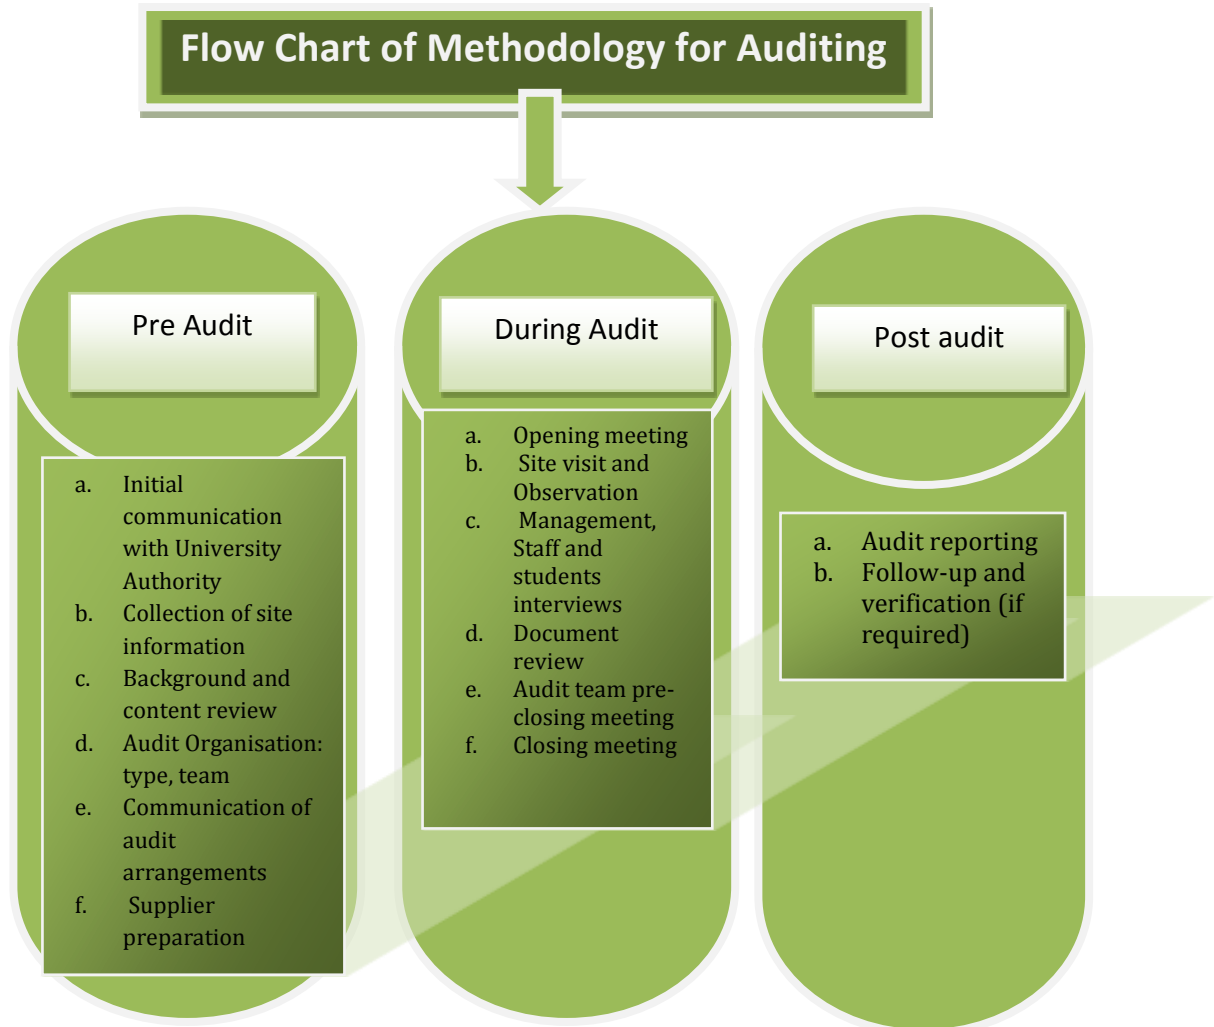 Flow Chart of Methodology for Auditing
Pre Audit
a. Initial
communication
with University
Authority
b. Collection of site
information
c. Background and
content review
d. Audit Organisation:
type, team
e. Communication of
audit
arrangements
f. Supplier
preparation
During Audit
a. Opening meeting
b. Site visit and
Observation
c. Management,
Staff and
students
interviews
d. Document
review
e. Audit team pre-
closing meeting
f. Closing meeting
Post audit
a. Audit reporting
b. Follow-up and
verification (if
required)